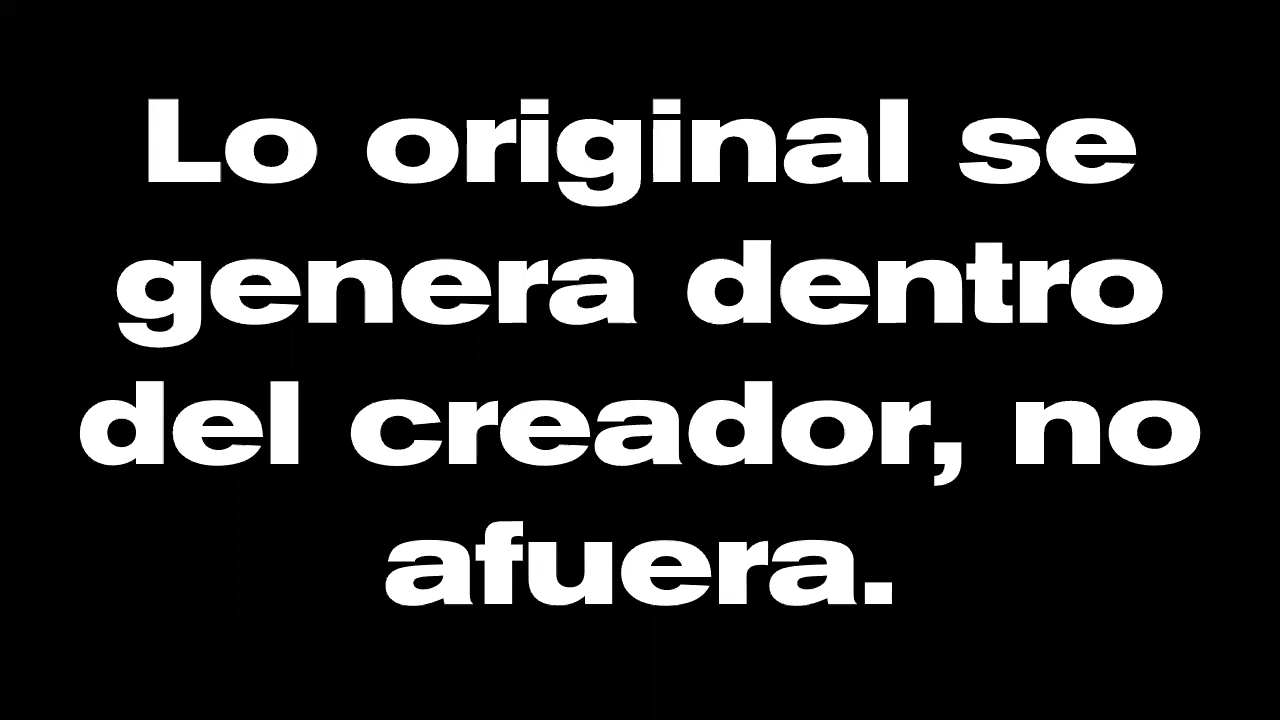 Lo original se
genera dentro
del creador, no
afuera.